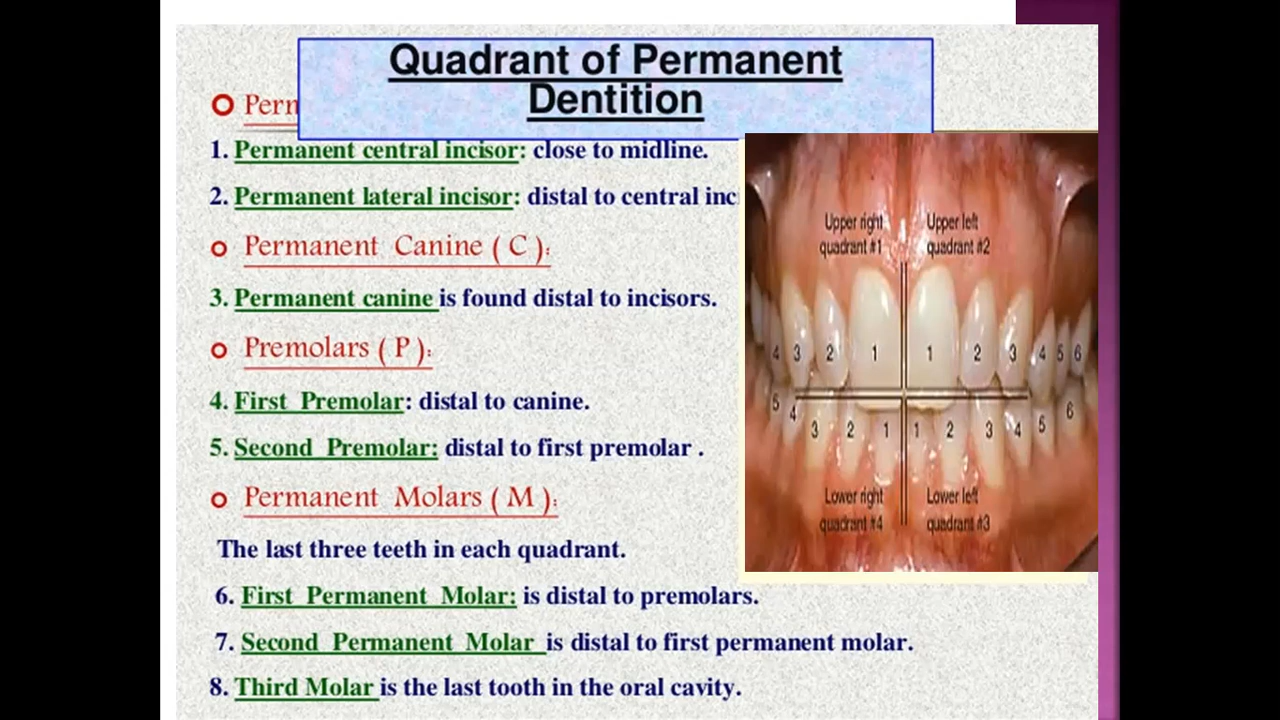 Quadrant of Permanent
Dentition
1. Permanent central incisor: close to midline.
2. Permanent lateral incisor: distal to central
Permanent Canine ( C ):
3. Permanent canine is found distal to incisors.
Premolars ( P ):
4. First Premolar: distal to canine.
5. Second Premolar: distal to first premolar .
Permanent Molars ( M ):
The last three teeth in each quadrant.
6. First Permanent Molar: is distal to premolars.
7. Second Permanent Molar is distal to first permanent molar.
8. Third Molar is the last tooth in the oral cavity.
Upper right
quadrant #1
Upper left
quadrant #2
4 3 2 1 1 2 3 4 5 6
5 4 3 2 1 1 2 3 4 5 6
Lower right
quadrant #4
Lower left
quadrant #3